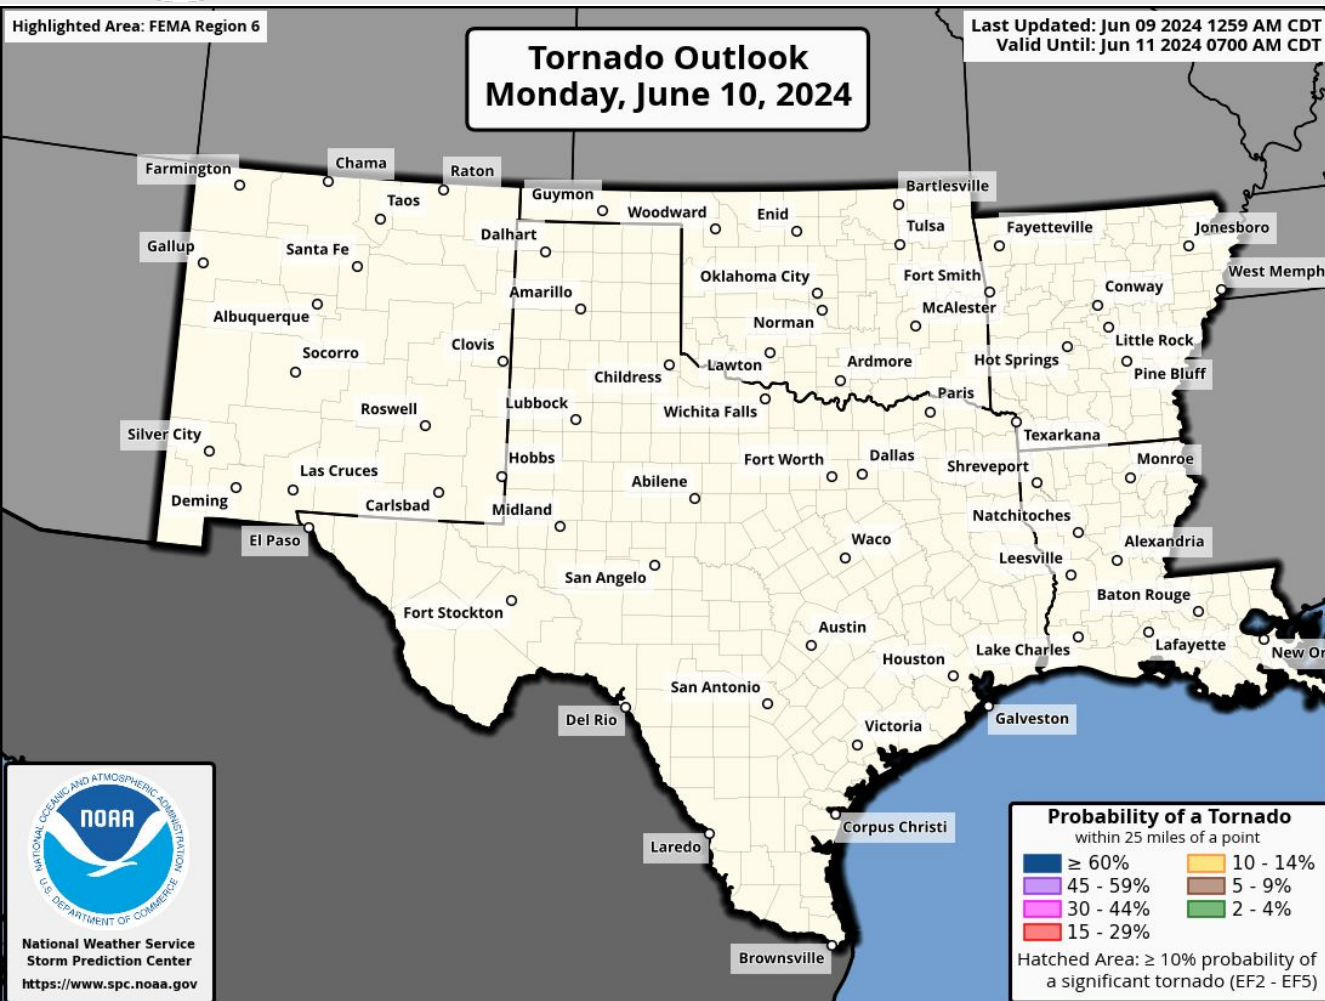 Highlighted Area: FEMA Region 6
Last Updated: Jun 09 2024 1259 AM CDT
Valid Until: Jun 11 2024 0700 AM CDT
Tornado Outlook
Monday, June 10, 2024
Farmington
Chama
Raton
Taos
Guymon
Woodward
Enid
Bartlesville
Tulsa
Fayetteville
Jonesboro
Gallup
Santa Fe
Dalhart
Oklahoma City
Fort Smith
West Memph
Albuquerque
Amarillo
Norman
McAlester
Conway
Little Rock
Socorro
Clovis
Childress
Lawton
Ardmore
Hot Springs
Pine Bluff
Roswell
Lubbock
Wichita Falls
Paris
Texarkana
Silver City
Las Cruces
Hobbs
Abilene
Fort Worth
Dallas
Shreveport
Monroe
Deming
Carlsbad
Midland
Natchitoches
El Paso
San Angelo
Waco
Leesville
Alexandria
Fort Stockton
Baton Rouge
Austin
Houston
Lake Charles
Lafayette
New Or
San Antonio
Del Rio
Victoria
Galveston
Laredo
Corpus Christi
Brownsville
NATIONAL OCEANIC AND ATMOSPHERIC ADMINISTRATION
NOAA
U.S. DEPARTMENT OF COMMERCE
National Weather Service
Storm Prediction Center
https://www.spc.noaa.gov
Probability of a Tornado
within 25 miles of a point
≥ 60%
10 - 14%
45 - 59%
5 - 9%
30 - 44%
2 - 4%
15 - 29%
Hatched Area: ≥ 10% probability of
a significant tornado (EF2 - EF5)